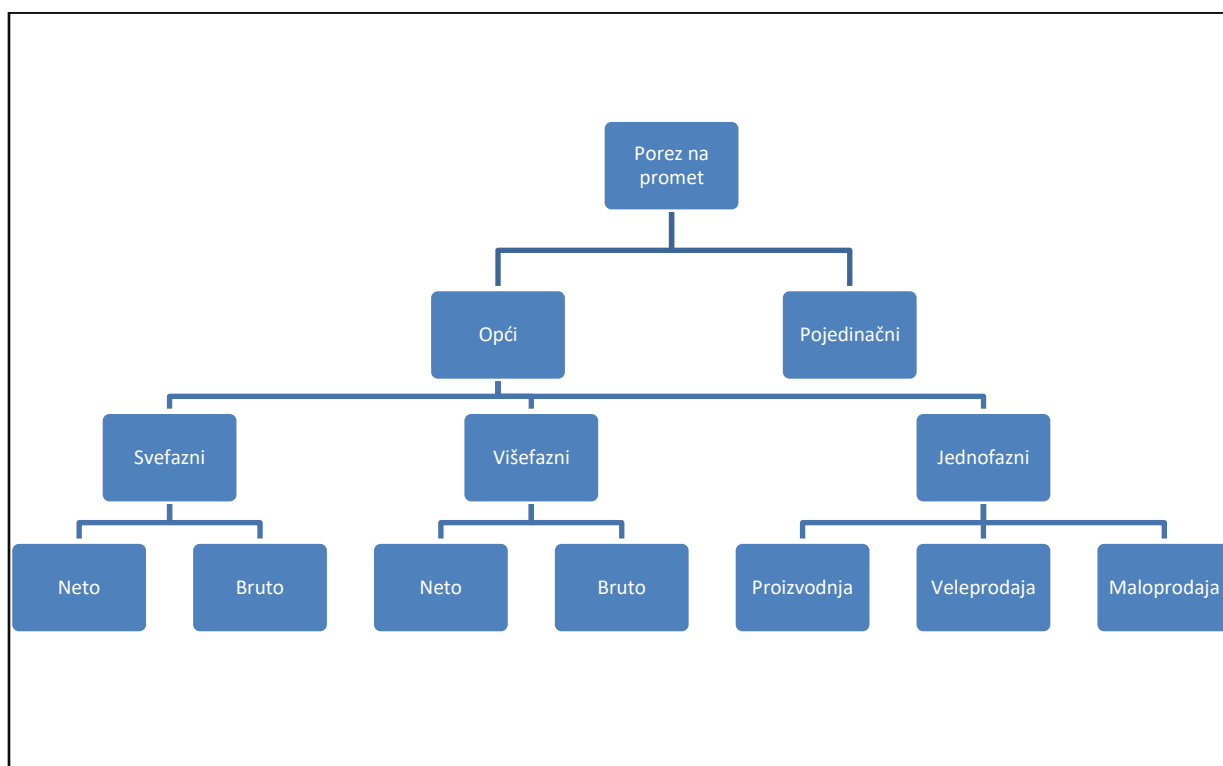 Porez na
promet
Opći
Pojedinačni
Svefazni
Višefazni
Jednofazni
Neto
Bruto
Neto
Bruto
Proizvodnja
Veleprodaja
Maloprodaja